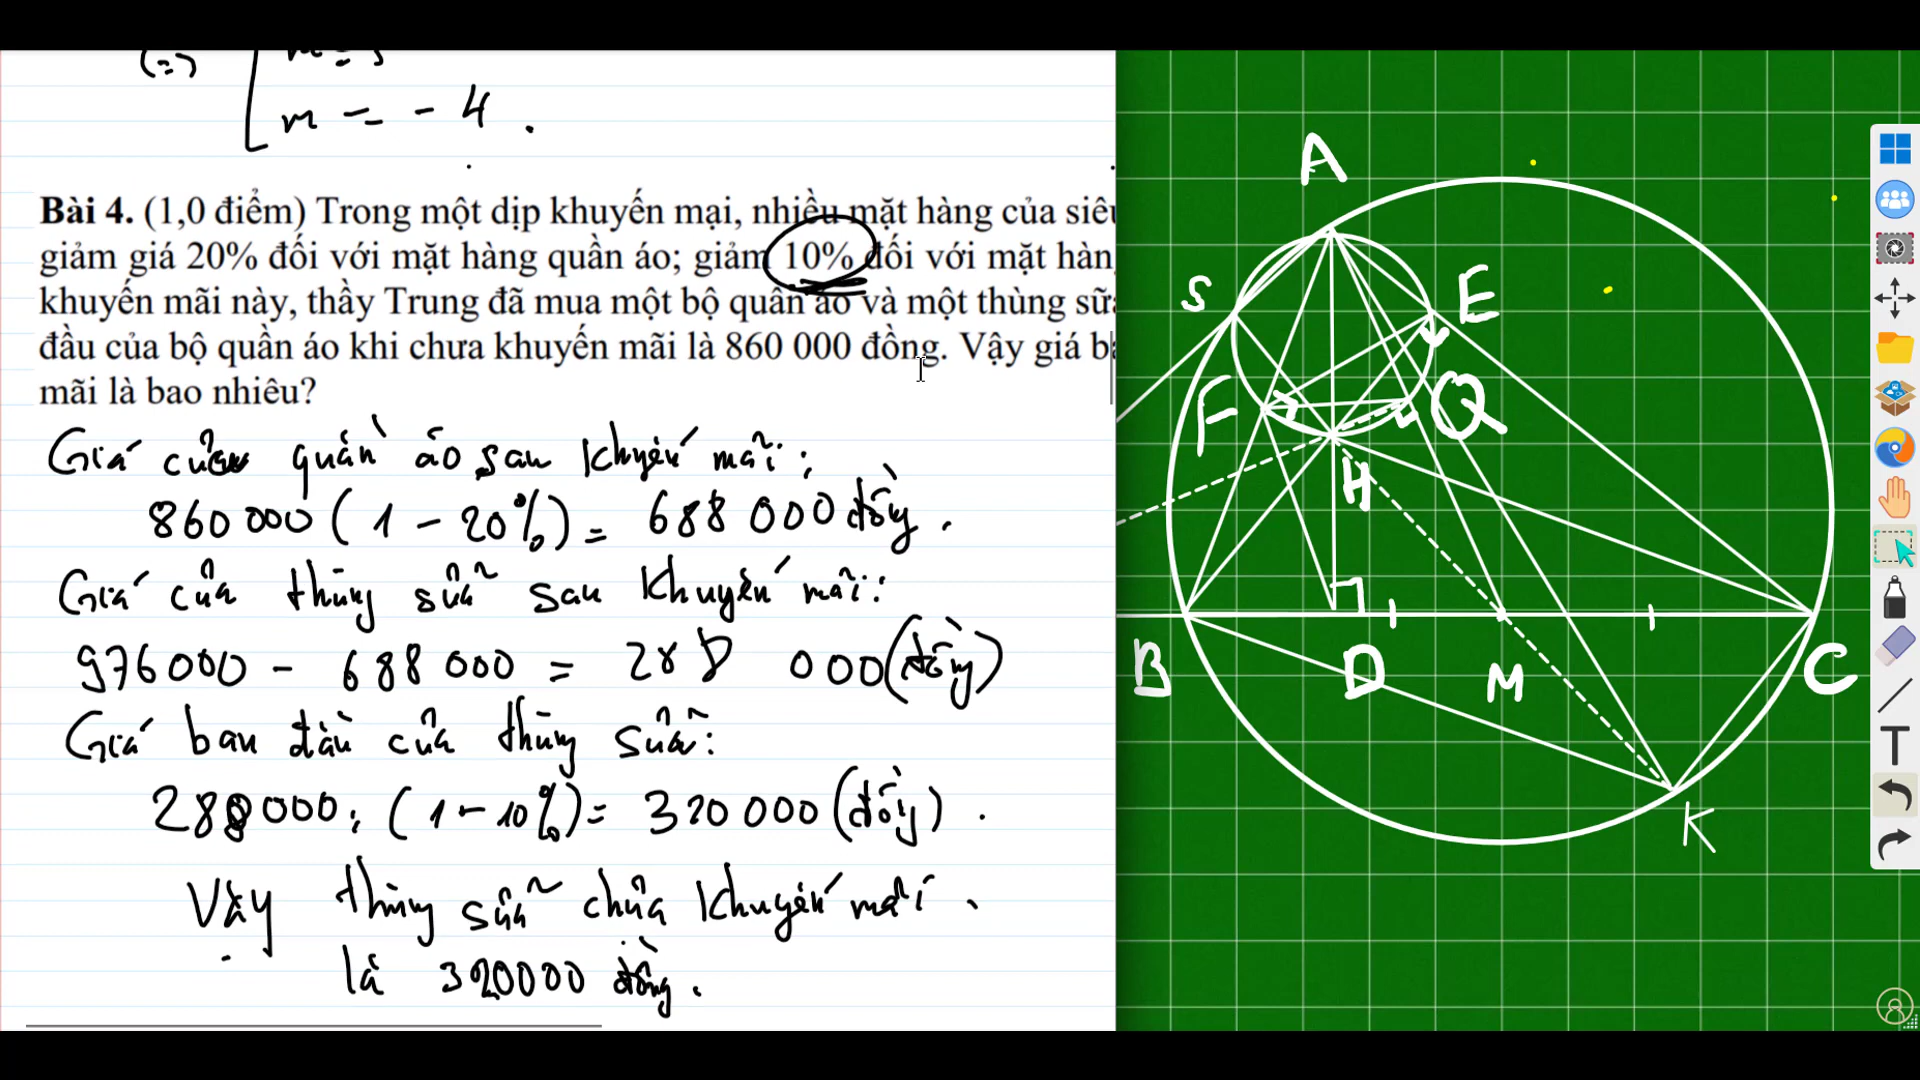 (=)
m = - 4 .
Bài 4. (1,0 điểm) Trong một dịp khuyến mại, nhiều mặt hàng của siêu
giảm giá 20% đối với mặt hàng quần áo; giảm 10% đối với mặt hàn
khuyến mãi này, thầy Trung đã mua một bộ quần áo và một thùng sữa
đầu của bộ quần áo khi chưa khuyến mãi là 860 000 đồng. Vậy giá ba
mãi là bao nhiêu?
Giá của quần áo sau khuyến mãi :
860 000 ( 1 - 20%) = 688 000 đồng .
Giá của thùng sữa sau khuyến mãi :
976 000 - 688 000 = 288 000 (đồng)
Giá ban đầu của thùng sữa :
288 000 : ( 1 - 10%) = 320 000 (đồng) .
Vậy thùng sữa chưa khuyến mãi
là 320 000 đồng .
A
S
E
F
Q
H
B
D
M
C
K
T